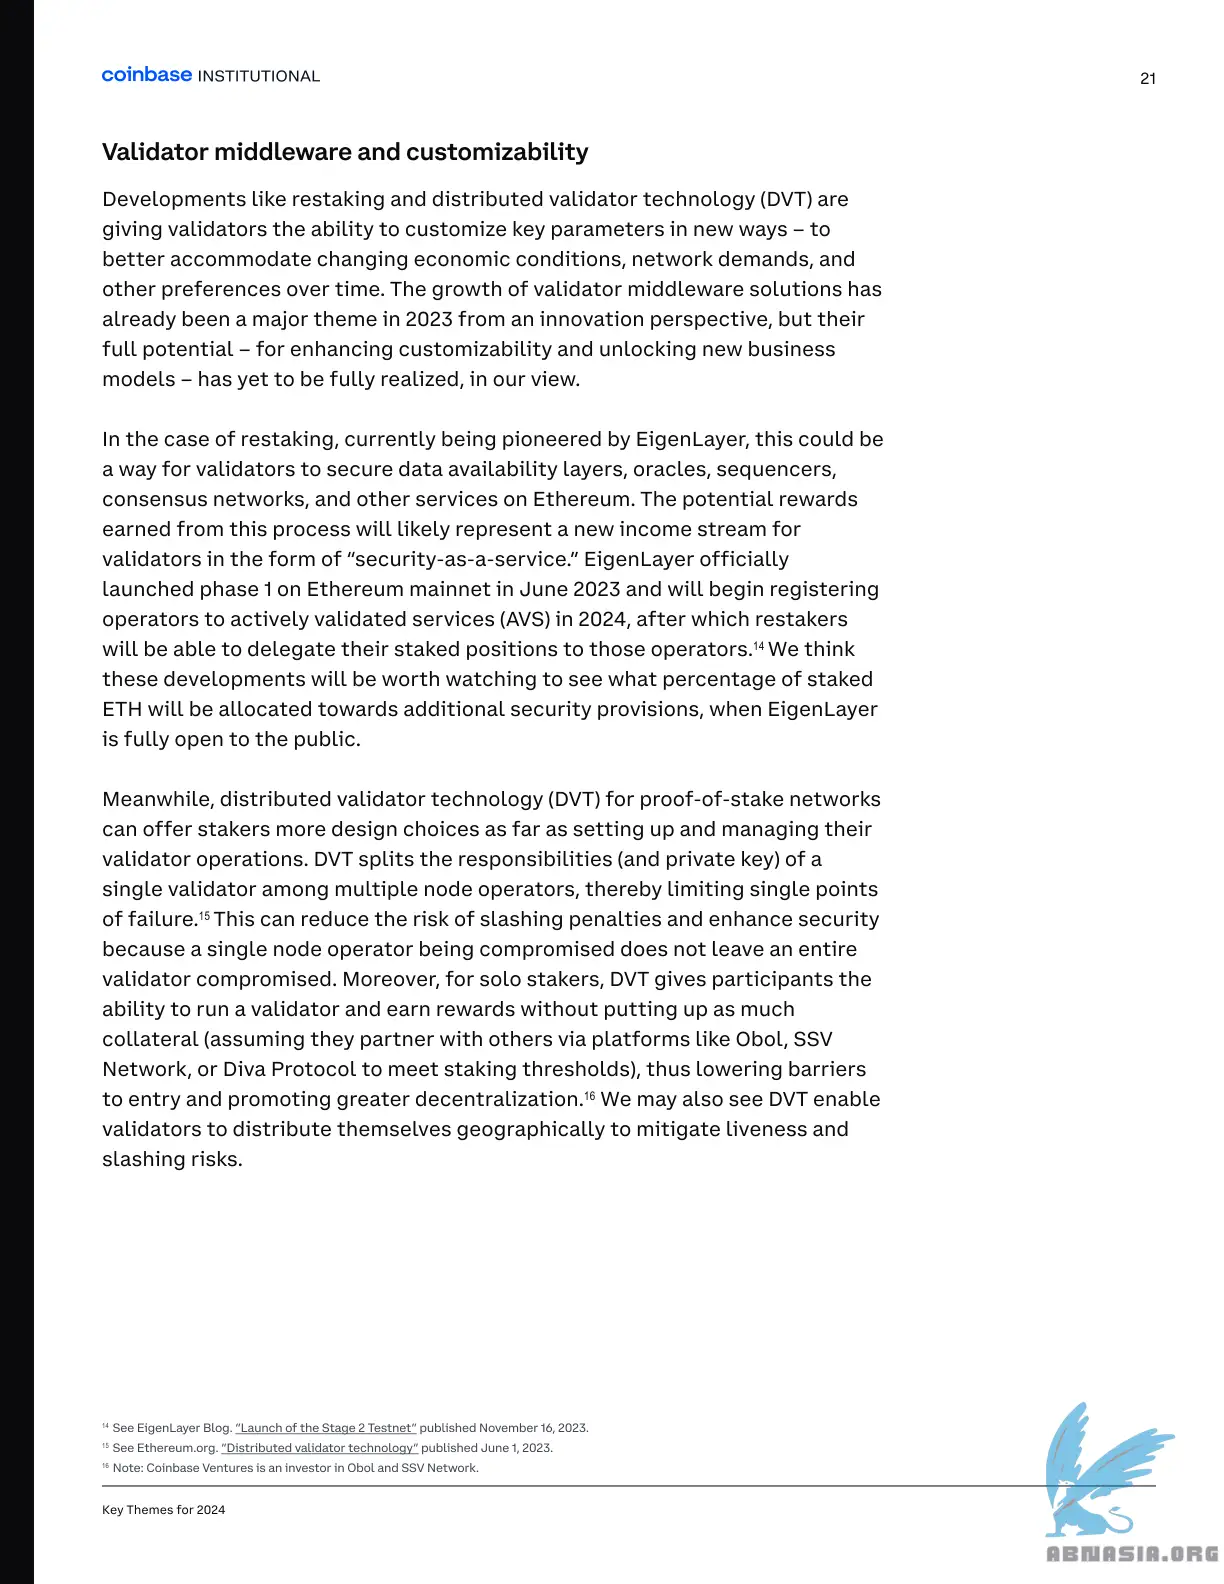 coinbase INSTITUTIONAL
21
Validator middleware and customizability
Developments like restaking and distributed validator technology (DVT) are
giving validators the ability to customize key parameters in new ways – to
better accommodate changing economic conditions, network demands, and
other preferences over time. The growth of validator middleware solutions has
already been a major theme in 2023 from an innovation perspective, but their
full potential – for enhancing customizability and unlocking new business
models – has yet to be fully realized, in our view.
In the case of restaking, currently being pioneered by EigenLayer, this could be
a way for validators to secure data availability layers, oracles, sequencers,
consensus networks, and other services on Ethereum. The potential rewards
earned from this process will likely represent a new income stream for
validators in the form of “security-as-a-service.” EigenLayer officially
launched phase 1 on Ethereum mainnet in June 2023 and will begin registering
operators to actively validated services (AVS) in 2024, after which restakers
will be able to delegate their staked positions to those operators.¹⁴ We think
these developments will be worth watching to see what percentage of staked
ETH will be allocated towards additional security provisions, when EigenLayer
is fully open to the public.
Meanwhile, distributed validator technology (DVT) for proof-of-stake networks
can offer stakers more design choices as far as setting up and managing their
validator operations. DVT splits the responsibilities (and private key) of a
single validator among multiple node operators, thereby limiting single points
of failure.¹⁵ This can reduce the risk of slashing penalties and enhance security
because a single node operator being compromised does not leave an entire
validator compromised. Moreover, for solo stakers, DVT gives participants the
ability to run a validator and earn rewards without putting up as much
collateral (assuming they partner with others via platforms like Obol, SSV
Network, or Diva Protocol to meet staking thresholds), thus lowering barriers
to entry and promoting greater decentralization.¹⁶ We may also see DVT enable
validators to distribute themselves geographically to mitigate liveness and
slashing risks.
¹⁴ See EigenLayer Blog. “Launch of the Stage 2 Testnet” published November 16, 2023.
¹⁵ See Ethereum.org. “Distributed validator technology” published June 1, 2023.
¹⁶ Note: Coinbase Ventures is an investor in Obol and SSV Network.
Key Themes for 2024
ABNASIA.ORG